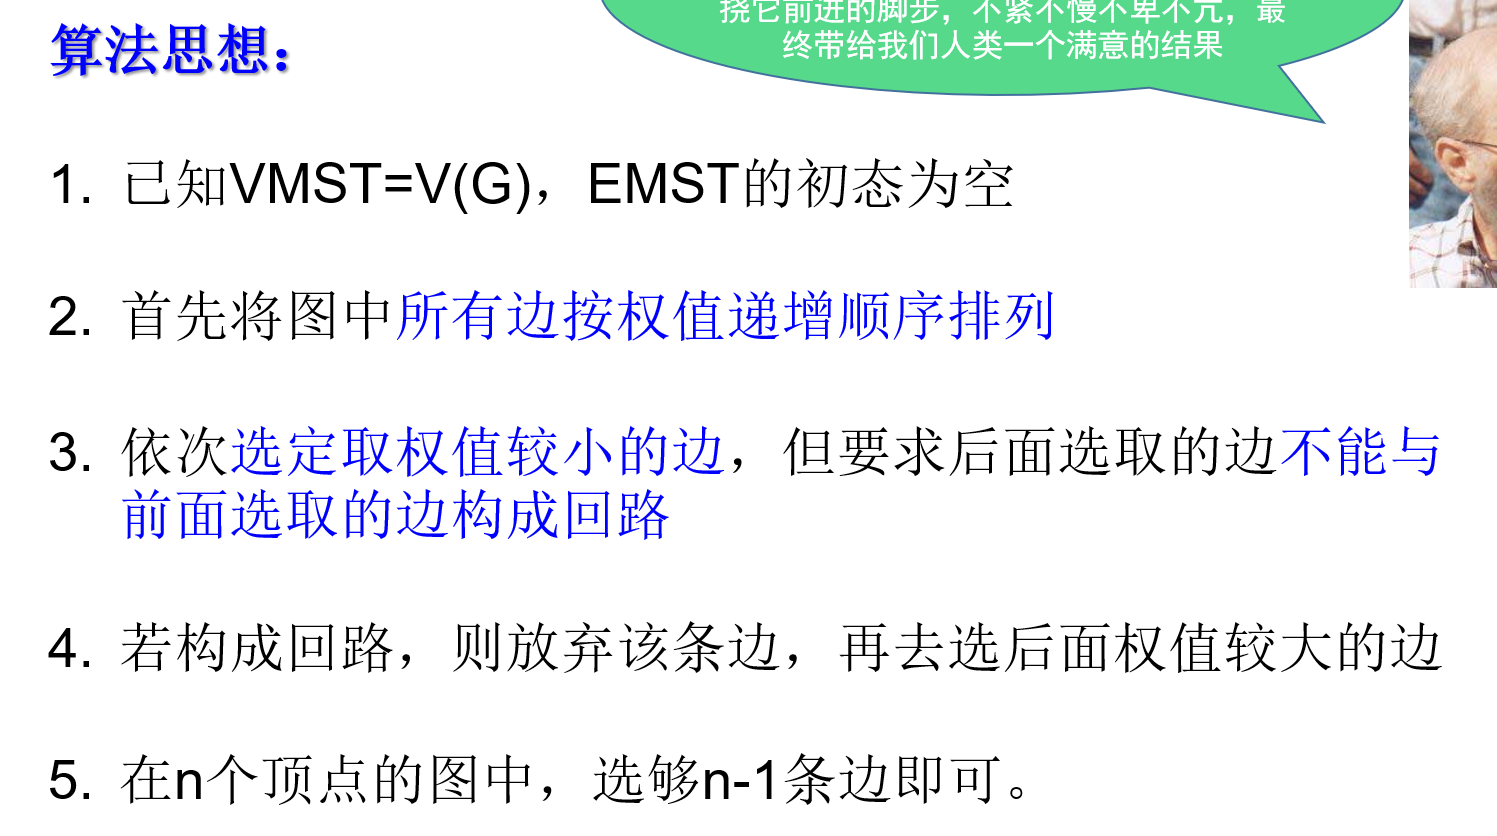 挠它前进的脚步，不紧不慢不卑不亢，最
终带给我们人类一个满意的结果
算法思想：
1. 已知VMST=V(G)，EMST的初态为空
2. 首先将图中所有边按权值递增顺序排列
3. 依次选定取权值较小的边，但要求后面选取的边不能与
前面选取的边构成回路
4. 若构成回路，则放弃该条边，再去选后面权值较大的边
5. 在n个顶点的图中，选够n-1条边即可。